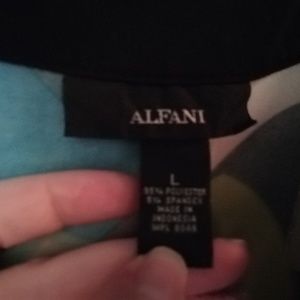 ALFANI
L
95% POLYESTER
5% SPANDEX
MADE IN
INDONESIA